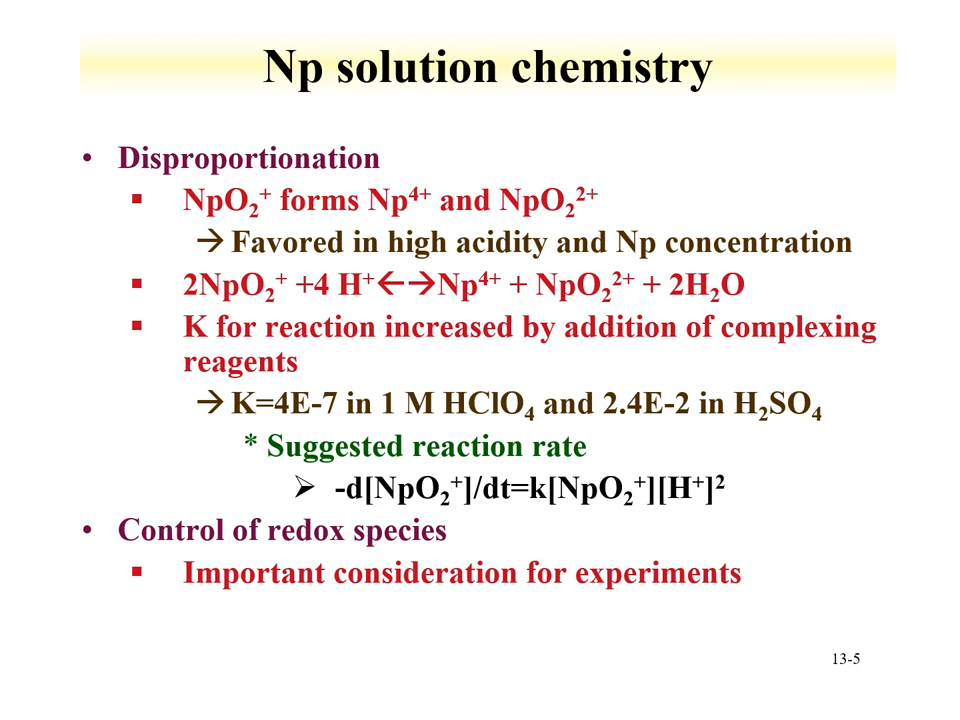 Np solution chemistry
• Disproportionation
▪ NpO₂⁺ forms Np⁴⁺ and NpO₂²⁺
→ Favored in high acidity and Np concentration
▪ 2NpO₂⁺ +4 H⁺←→Np⁴⁺ + NpO₂²⁺ + 2H₂O
▪ K for reaction increased by addition of complexing
reagents
→ K=4E-7 in 1 M HClO₄ and 2.4E-2 in H₂SO₄
* Suggested reaction rate
➢ -d[NpO₂⁺]/dt=k[NpO₂⁺][H⁺]²
• Control of redox species
▪ Important consideration for experiments
13-5